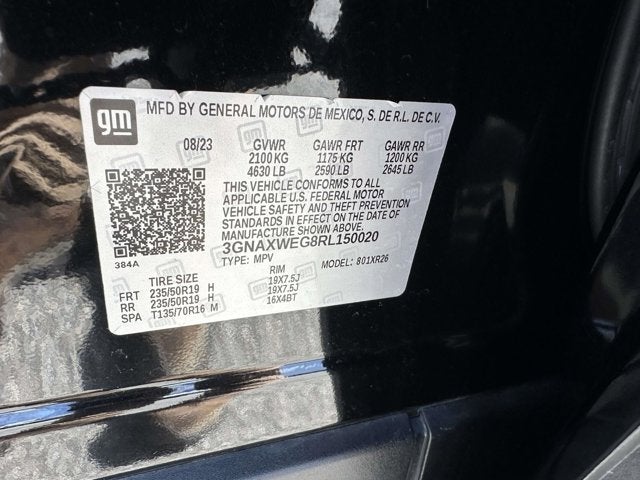 gm MFD BY GENERAL MOTORS DE MEXICO, S. DE R.L. DE C.V.
08/23 GVWR GAWR FRT GAWR RR
2100 KG 1175 KG 1200 KG
4630 LB 2590 LB 2645 LB
THIS VEHICLE CONFORMS TO ALL
APPLICABLE U.S. FEDERAL MOTOR
VEHICLE SAFETY AND THEFT PREVENTION
STANDARDS IN EFFECT ON THE DATE OF
MANUFACTURE SHOWN ABOVE.
384A 3GNAXWEG8RL150020
TYPE: MPV MODEL: 801XR26
TIRE SIZE RIM
FRT 235/50R19 H 19X7.5J
RR 235/50R19 H 19X7.5J
SPA T135/70R16 M 16X4BT